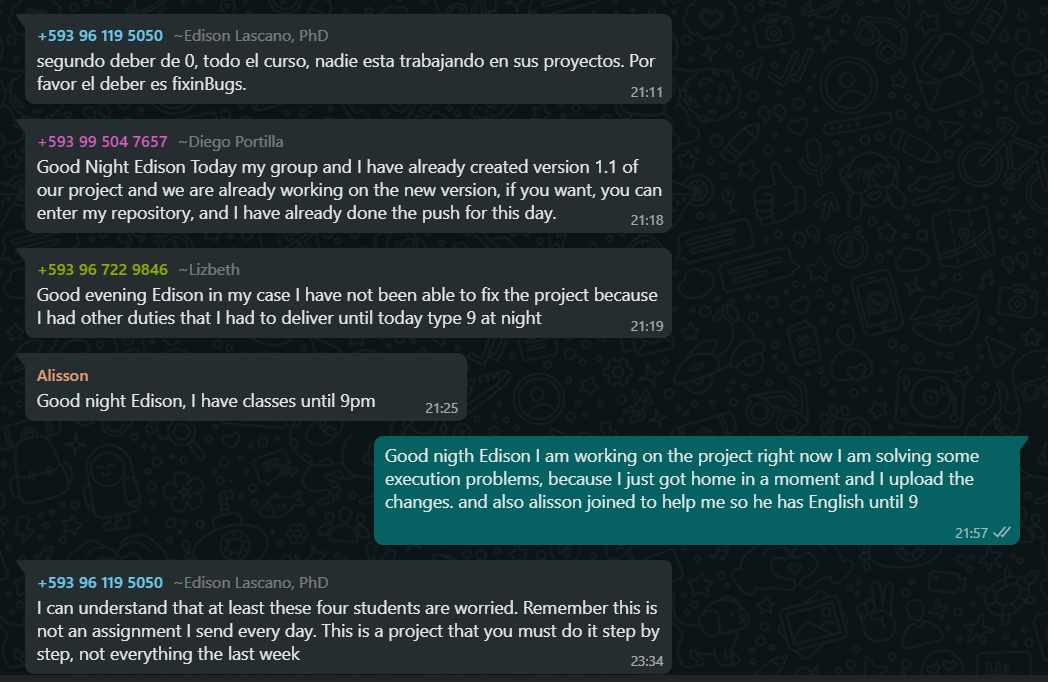 +593 96 119 5050 ~Edison Lascano, PhD
segundo deber de 0, todo el curso, nadie esta trabajando en sus proyectos. Por
favor el deber es fixinBugs.
21:11
+593 99 504 7657 ~Diego Portilla
Good Night Edison Today my group and I have already created version 1.1 of
our project and we are already working on the new version, if you want, you can
enter my repository, and I have already done the push for this day.
21:18
+593 96 722 9846 ~Lizbeth
Good evening Edison in my case I have not been able to fix the project because
I had other duties that I had to deliver until today type 9 at night
21:19
Alisson
Good night Edison, I have classes until 9pm
21:25
Good nigth Edison I am working on the project right now I am solving some
execution problems, because I just got home in a moment and I upload the
changes. and also alisson joined to help me so he has English until 9
21:57
+593 96 119 5050 ~Edison Lascano, PhD
I can understand that at least these four students are worried. Remember this is
not an assignment I send every day. This is a project that you must do it step by
step, not everything the last week
23:34